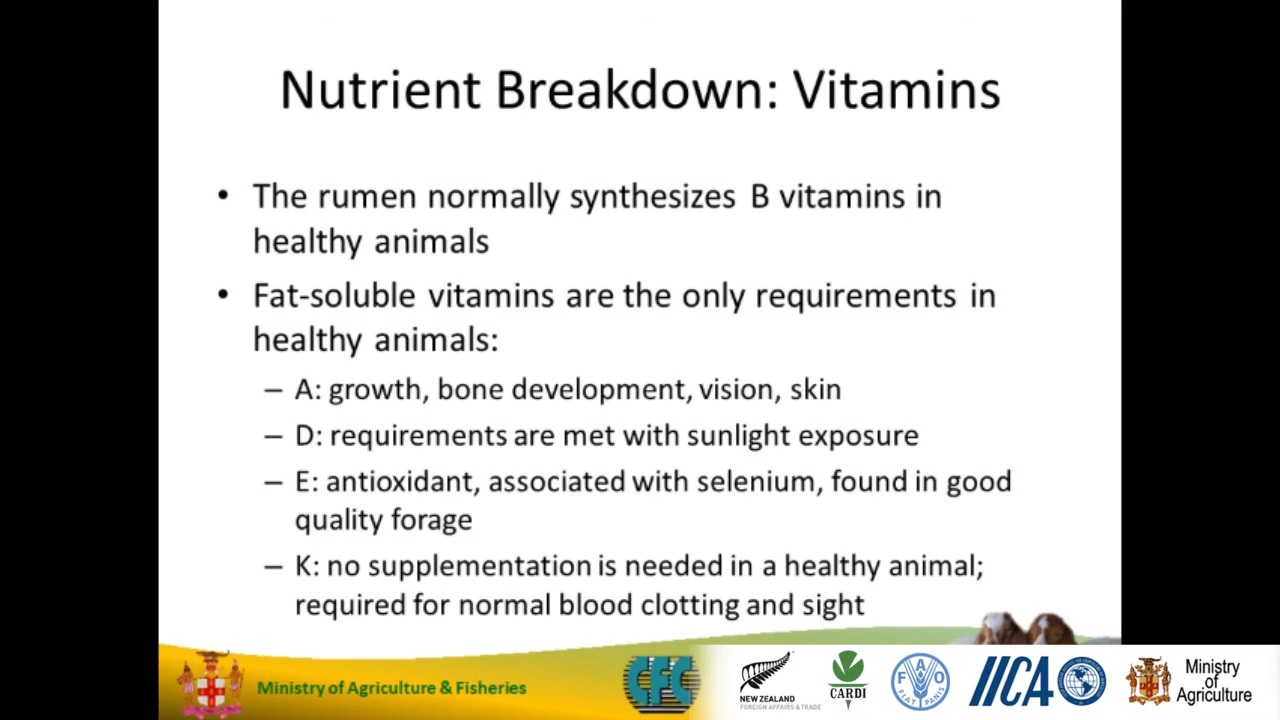 Nutrient Breakdown: Vitamins
• The rumen normally synthesizes B vitamins in
healthy animals
• Fat-soluble vitamins are the only requirements in
healthy animals:
– A: growth, bone development, vision, skin
– D: requirements are met with sunlight exposure
– E: antioxidant, associated with selenium, found in good
quality forage
– K: no supplementation is needed in a healthy animal;
required for normal blood clotting and sight
Ministry of Agriculture & Fisheries
CFC
NEW ZEALAND
FOREIGN AFFAIRS & TRADE
CARDI
F A O
FIAT PANIS
IICA
Ministry
of
Agriculture